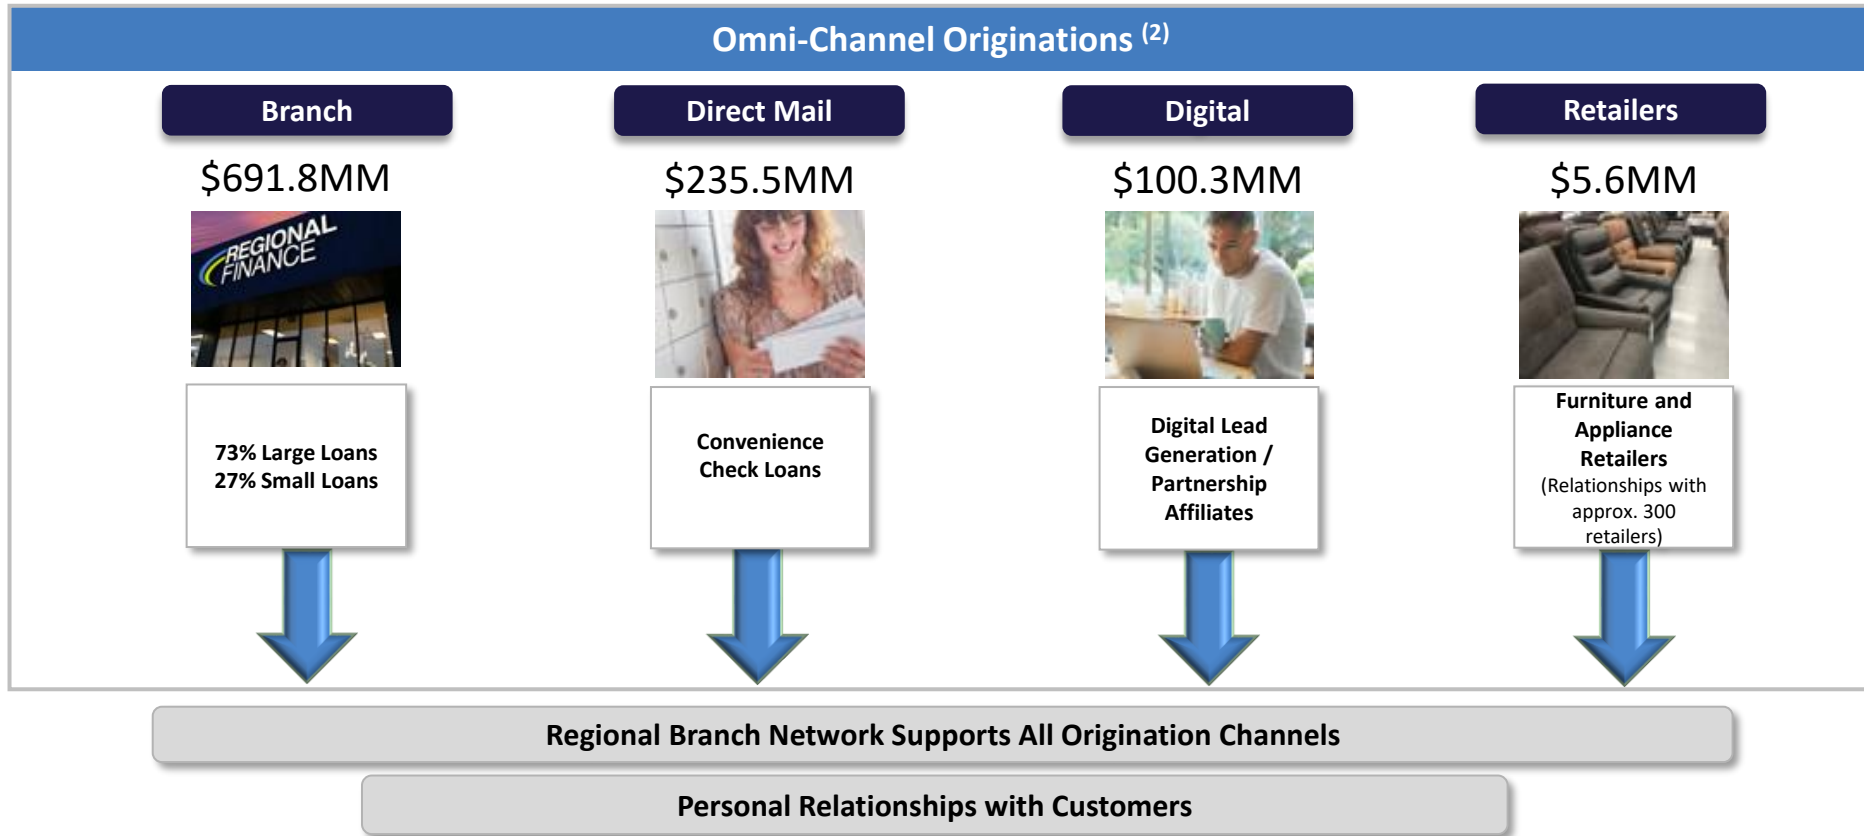 Omni-Channel Originations (2)
Branch
Direct Mail
Digital
Retailers
$691.8MM
$235.5MM
$100.3MM
$5.6MM
REGIONAL
FINANCE
73% Large Loans
27% Small Loans
Convenience
Check Loans
Digital Lead
Generation /
Partnership
Affiliates
Furniture and
Appliance
Retailers
(Relationships with
approx. 300
retailers)
Regional Branch Network Supports All Origination Channels
Personal Relationships with Customers